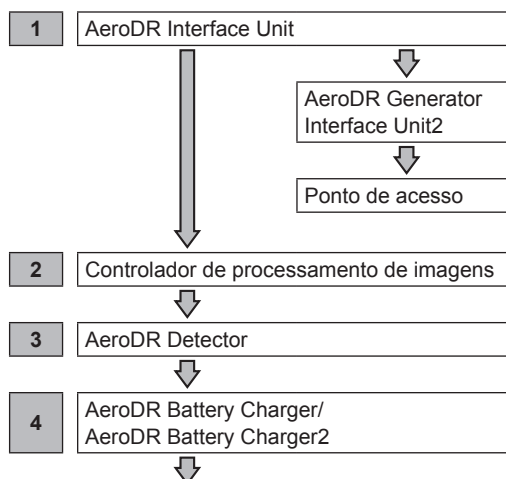 1
AeroDR Interface Unit
AeroDR Generator
Interface Unit2
Ponto de acesso
2
Controlador de processamento de imagens
3
AeroDR Detector
4
AeroDR Battery Charger/
AeroDR Battery Charger2